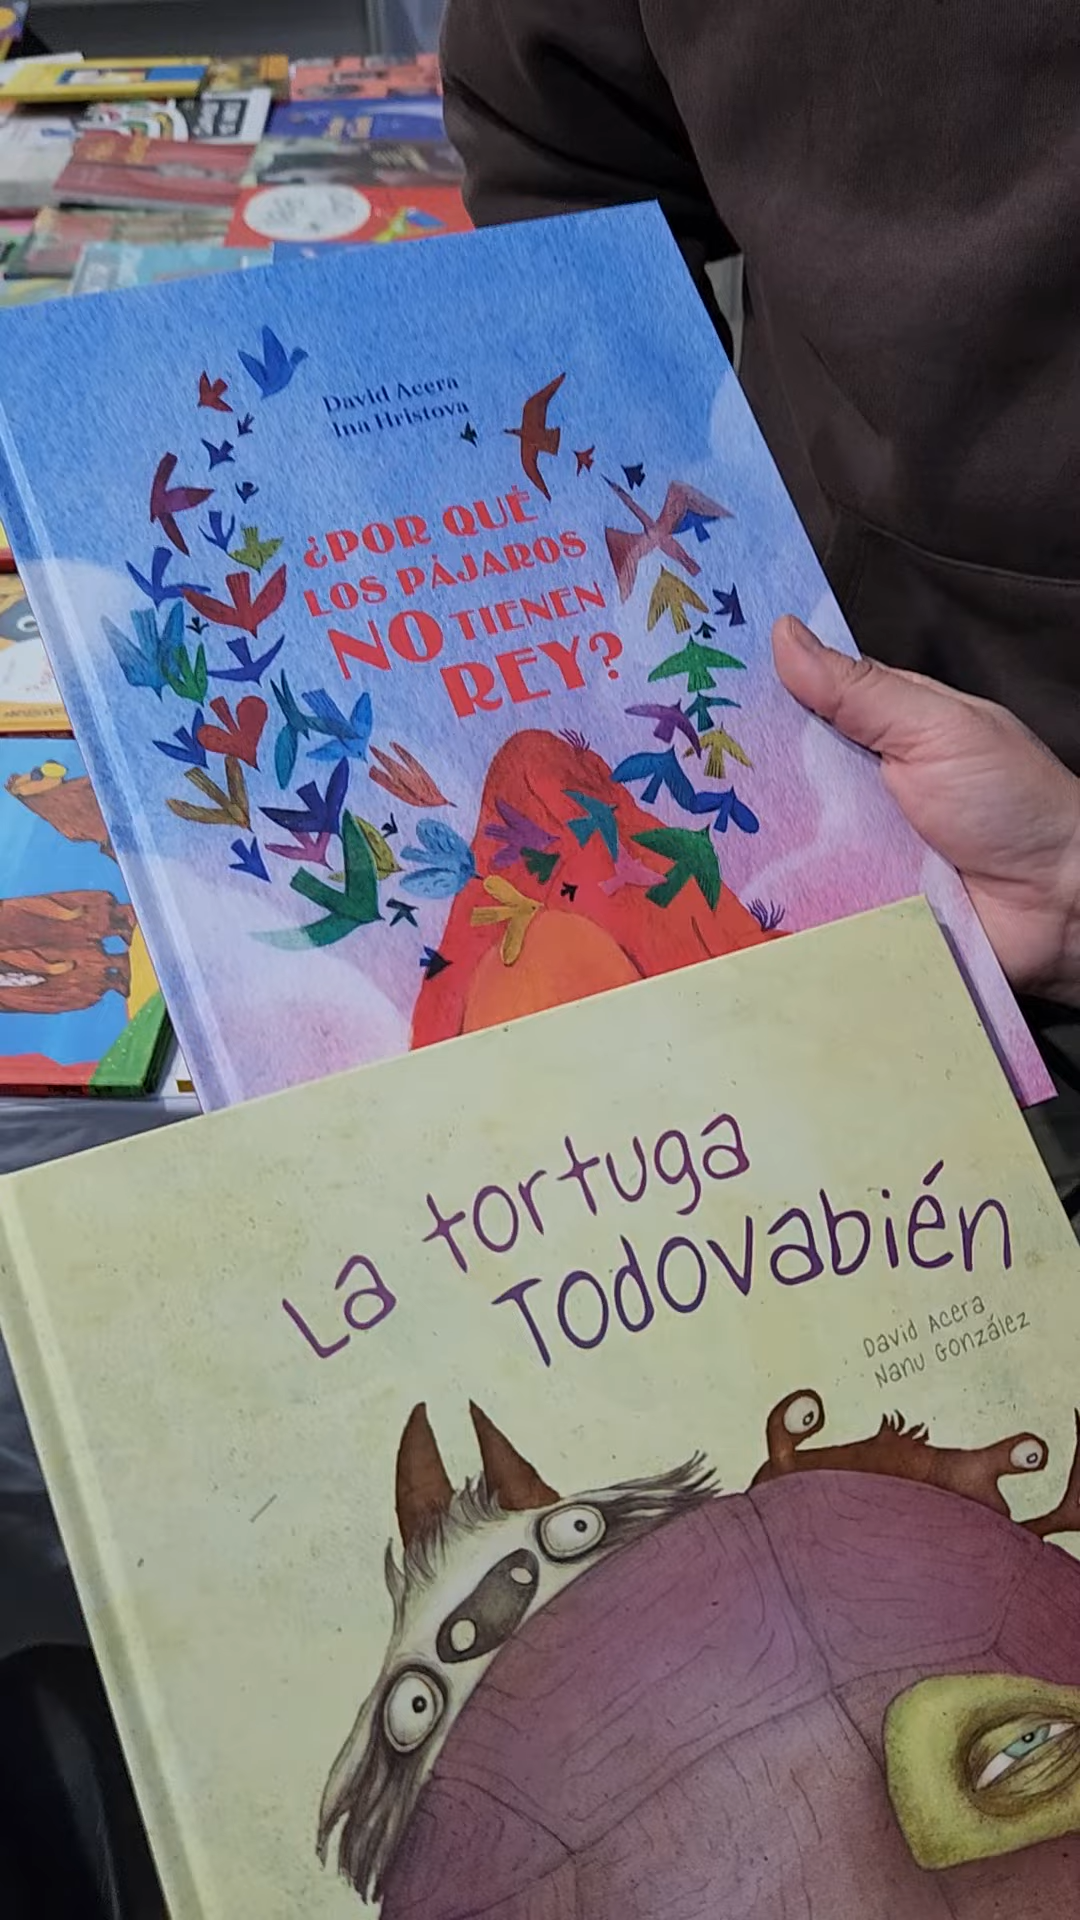 David Acera
Ina Hristova
¿POR QUÉ
LOS PÁJAROS
NO TIENEN
REY?
La tortuga
Todovabién
David Acera
Nanu González